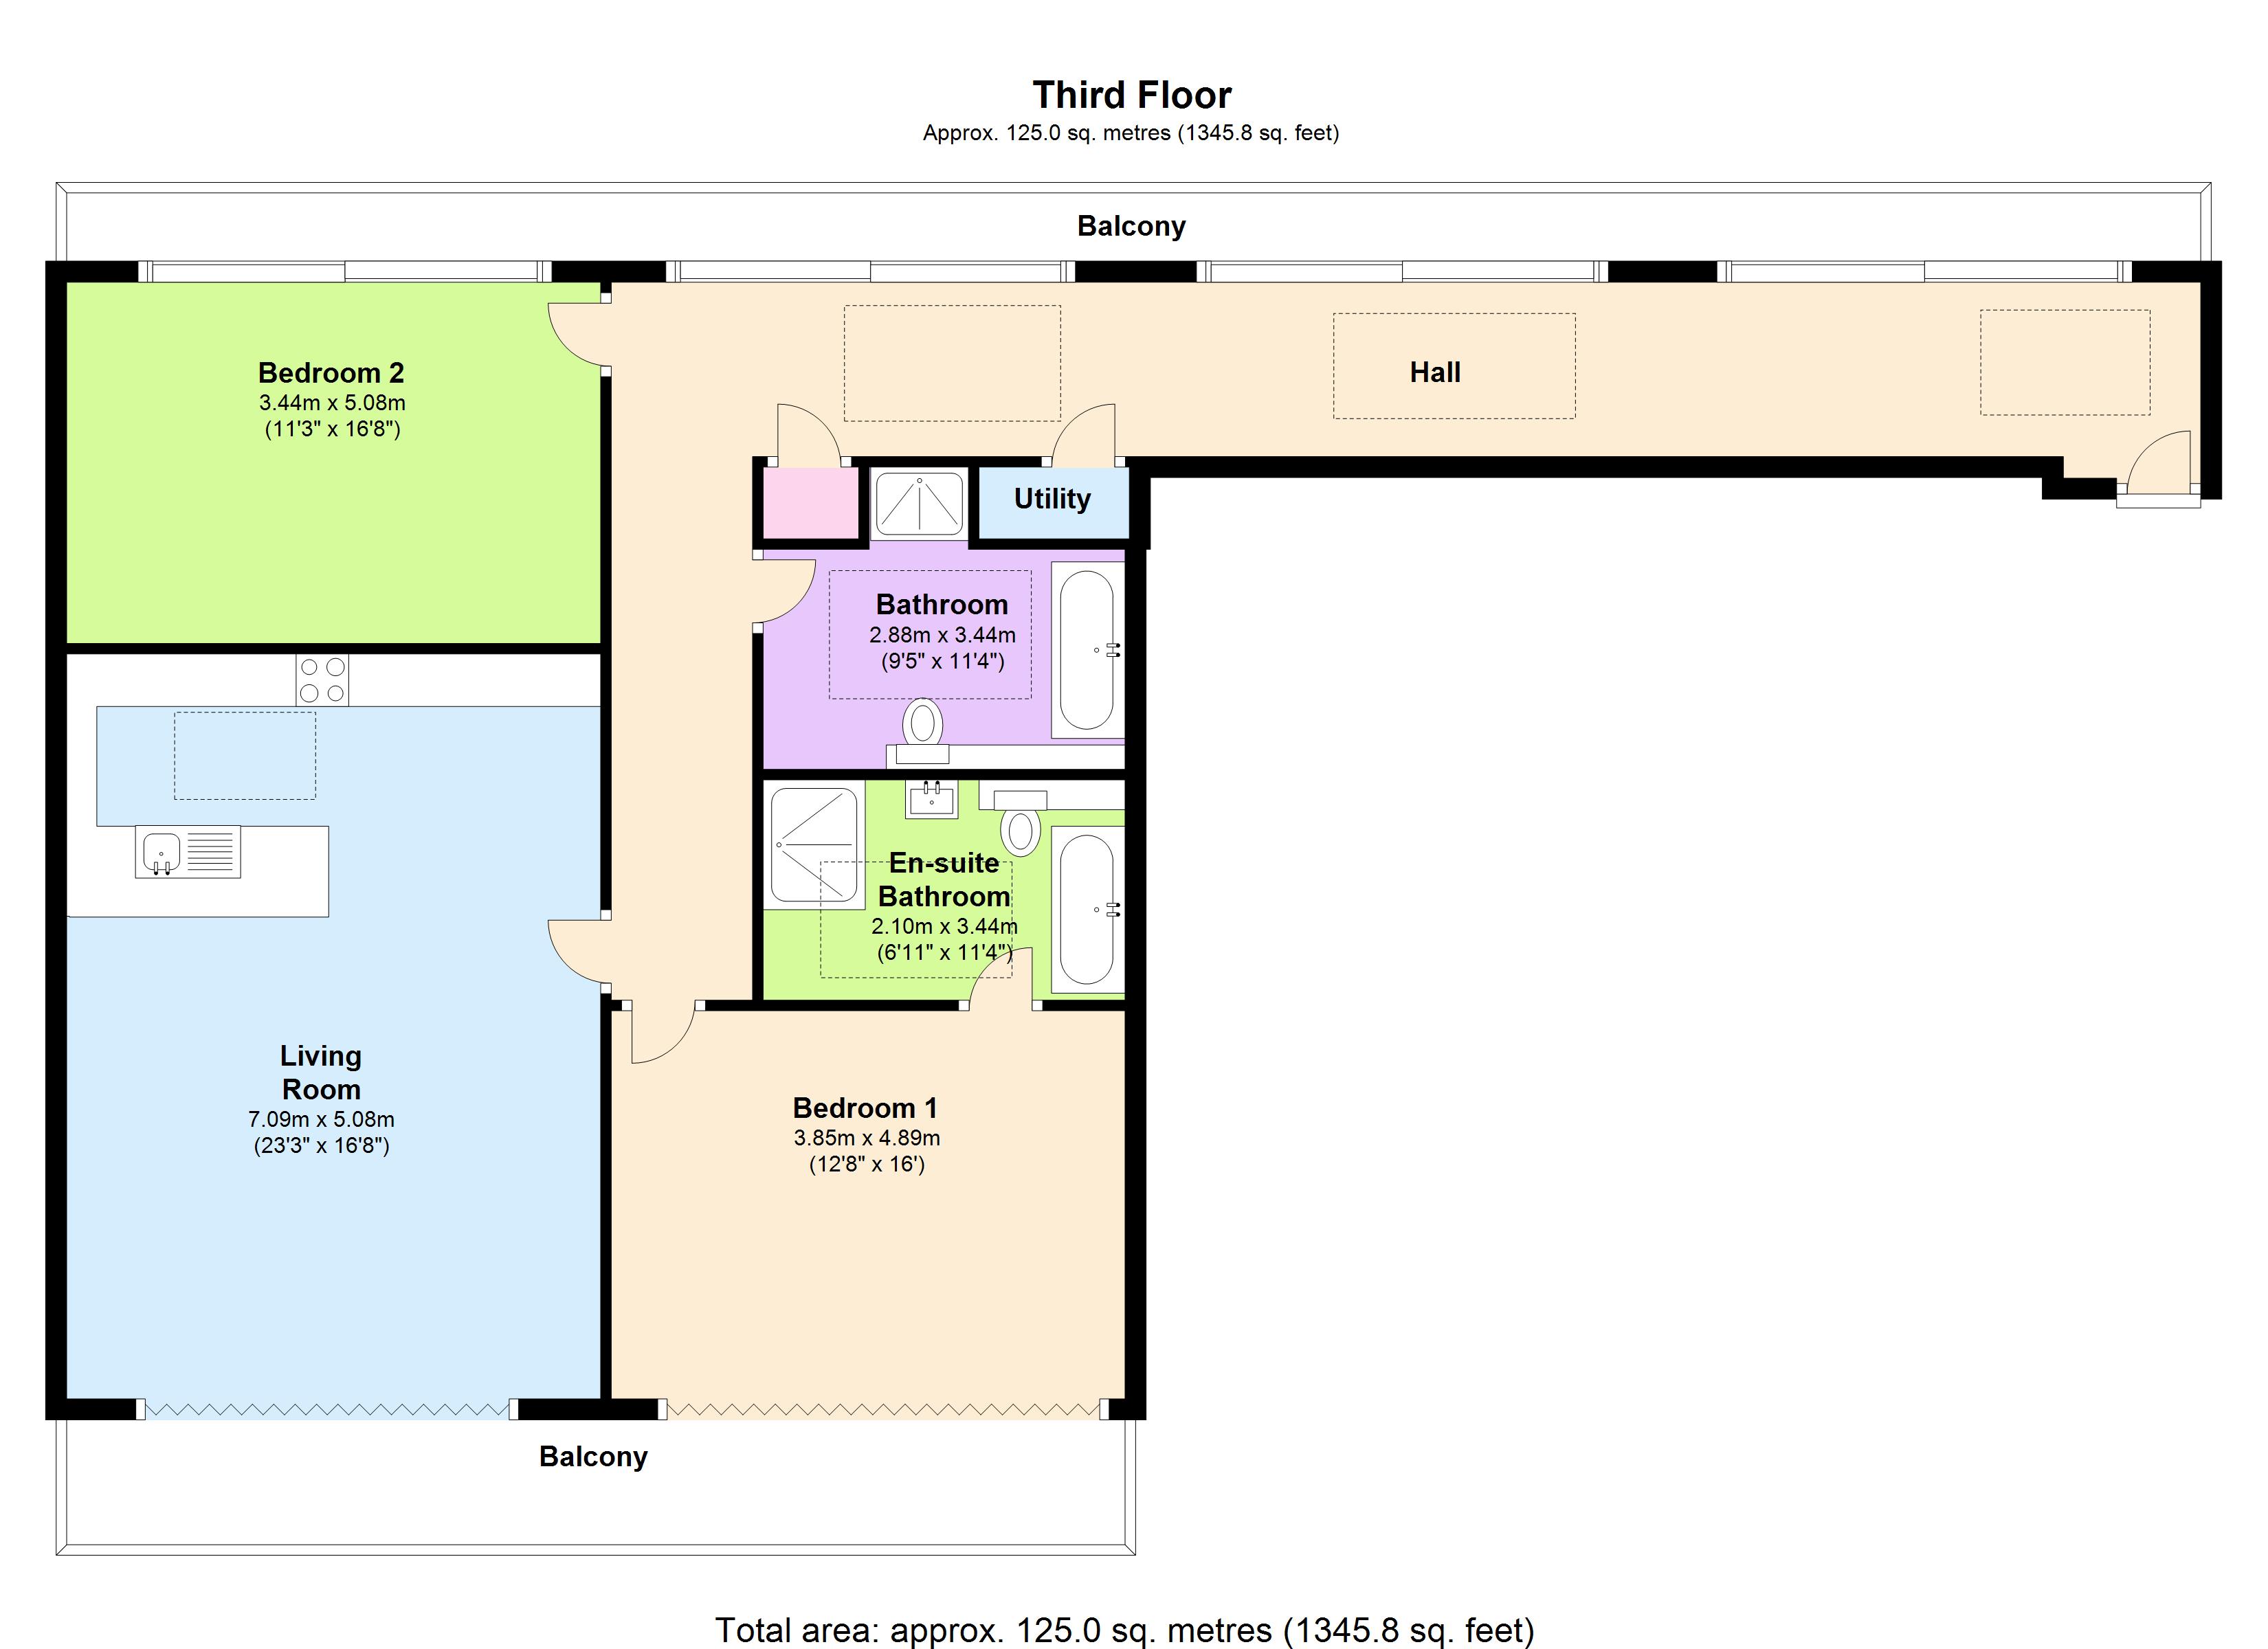 Third Floor
Approx. 125.0 sq. metres (1345.8 sq. feet)
Balcony
Bedroom 2
3.44m x 5.08m
(11'3" x 16'8")
Hall
Utility
Bathroom
2.88m x 3.44m
(9'5" x 11'4")
En-suite
Bathroom
2.10m x 3.44m
(6'11" x 11'4")
Living
Room
7.09m x 5.08m
(23'3" x 16'8")
Bedroom 1
3.85m x 4.89m
(12'8" x 16')
Balcony
Total area: approx. 125.0 sq. metres (1345.8 sq. feet)